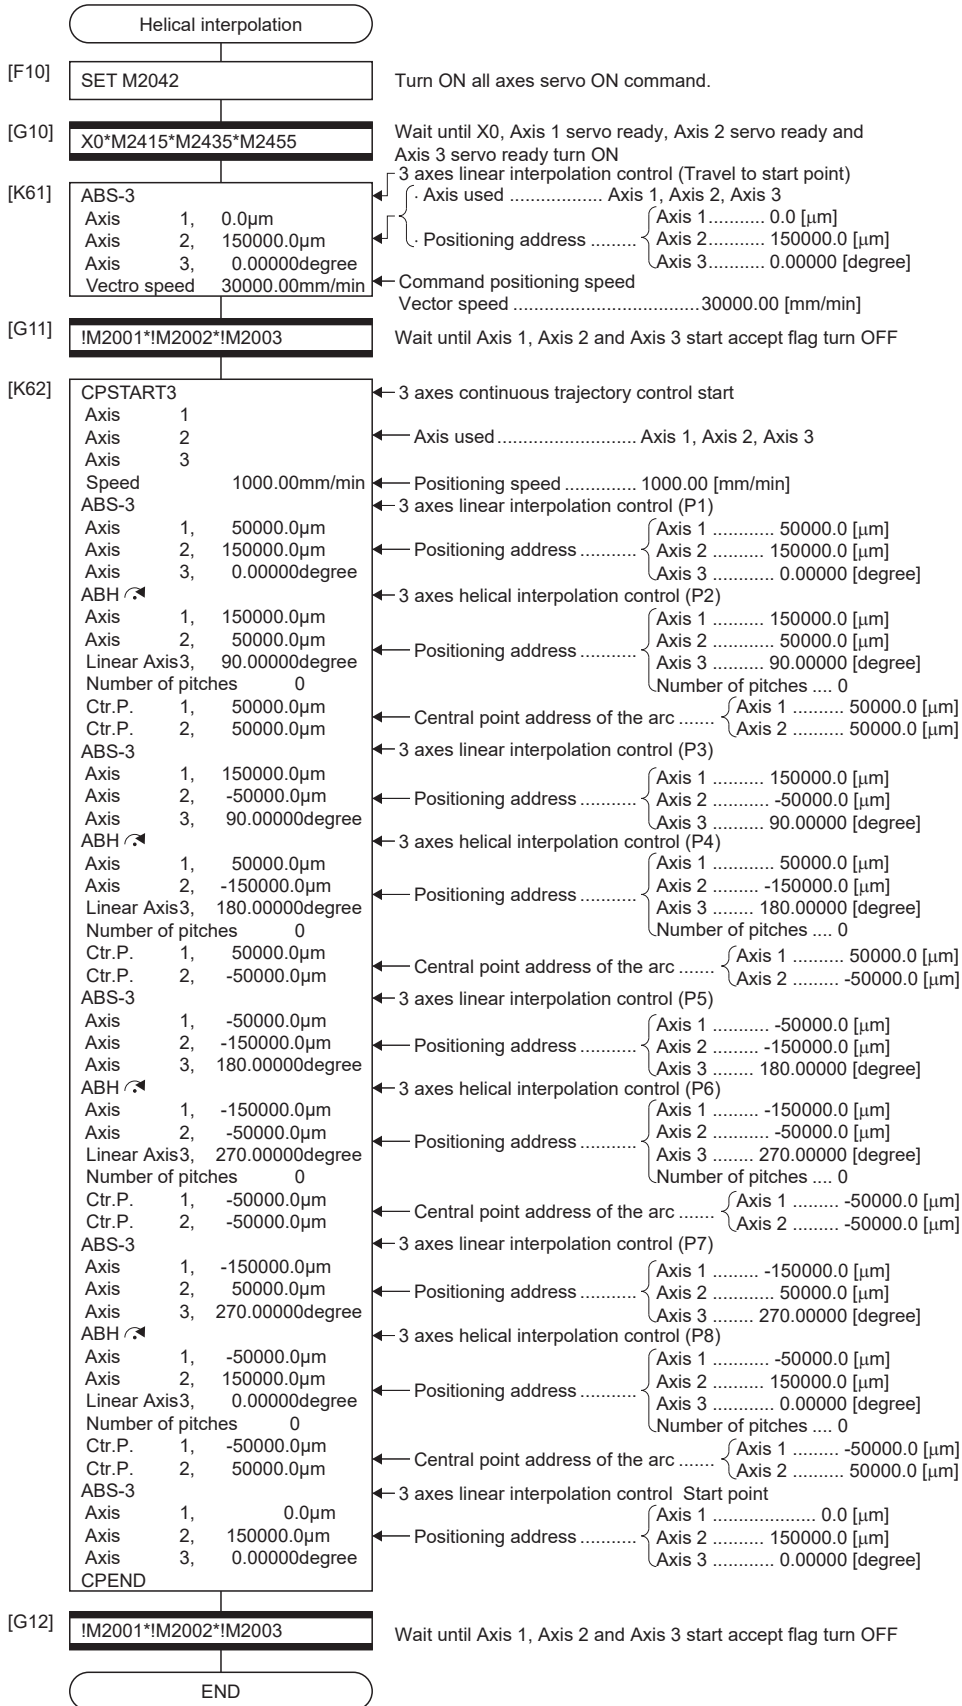 Helical interpolation
[F10] SET M2042 Turn ON all axes servo ON command.
[G10] X0*M2415*M2435*M2455 Wait until X0, Axis 1 servo ready, Axis 2 servo ready and
Axis 3 servo ready turn ON
3 axes linear interpolation control (Travel to start point)
[K61] ABS-3 · Axis used .................. Axis 1, Axis 2, Axis 3
Axis 1, 0.0µm Axis 1........... 0.0 [µm]
Axis 2, 150000.0µm · Positioning address ......... Axis 2........... 150000.0 [µm]
Axis 3, 0.00000degree Axis 3........... 0.00000 [degree]
Vectro speed 30000.00mm/min Command positioning speed
Vector speed ....................................30000.00 [mm/min]
[G11] !M2001*!M2002*!M2003 Wait until Axis 1, Axis 2 and Axis 3 start accept flag turn OFF
[K62] CPSTART3 3 axes continuous trajectory control start
Axis 1
Axis 2 Axis used ........................... Axis 1, Axis 2, Axis 3
Axis 3
Speed 1000.00mm/min Positioning speed .............. 1000.00 [mm/min]
ABS-3 3 axes linear interpolation control (P1)
Axis 1, 50000.0µm Axis 1 ............ 50000.0 [µm]
Axis 2, 150000.0µm Positioning address ........... Axis 2 .......... 150000.0 [µm]
Axis 3, 0.00000degree Axis 3 ............ 0.00000 [degree]
ABH 3 axes helical interpolation control (P2)
Axis 1, 150000.0µm Axis 1 .......... 150000.0 [µm]
Axis 2, 50000.0µm Axis 2 ............ 50000.0 [µm]
Linear Axis3, 90.00000degree Positioning address ........... Axis 3 .......... 90.00000 [degree]
Number of pitches 0 Number of pitches .... 0
Ctr.P. 1, 50000.0µm Axis 1 .......... 50000.0 [µm]
Ctr.P. 2, 50000.0µm Central point address of the arc ....... Axis 2 .......... 50000.0 [µm]
ABS-3 3 axes linear interpolation control (P3)
Axis 1, 150000.0µm Axis 1 .......... 150000.0 [µm]
Axis 2, -50000.0µm Positioning address ........... Axis 2 ........... -50000.0 [µm]
Axis 3, 90.00000degree Axis 3 .......... 90.00000 [degree]
ABH 3 axes helical interpolation control (P4)
Axis 1, 50000.0µm Axis 1 ............ 50000.0 [µm]
Axis 2, -150000.0µm Positioning address ........... Axis 2 ......... -150000.0 [µm]
Linear Axis3, 180.00000degree Axis 3 ........ 180.00000 [degree]
Number of pitches 0 Number of pitches .... 0
Ctr.P. 1, 50000.0µm Axis 1 .......... 50000.0 [µm]
Ctr.P. 2, -50000.0µm Central point address of the arc ....... Axis 2 ......... -50000.0 [µm]
ABS-3 3 axes linear interpolation control (P5)
Axis 1, -50000.0µm Axis 1 ........... -50000.0 [µm]
Axis 2, -150000.0µm Positioning address ........... Axis 2 ......... -150000.0 [µm]
Axis 3, 180.00000degree Axis 3 ........ 180.00000 [degree]
ABH 3 axes helical interpolation control (P6)
Axis 1, -150000.0µm Axis 1 ......... -150000.0 [µm]
Axis 2, -50000.0µm Positioning address ........... Axis 2 ........... -50000.0 [µm]
Linear Axis3, 270.00000degree Axis 3 ........ 270.00000 [degree]
Number of pitches 0 Number of pitches .... 0
Ctr.P. 1, -50000.0µm Axis 1 ......... -50000.0 [µm]
Ctr.P. 2, -50000.0µm Central point address of the arc ....... Axis 2 ......... -50000.0 [µm]
ABS-3 3 axes linear interpolation control (P7)
Axis 1, -150000.0µm Axis 1 ......... -150000.0 [µm]
Axis 2, 50000.0µm Positioning address ........... Axis 2 ............ 50000.0 [µm]
Axis 3, 270.00000degree Axis 3 ........ 270.00000 [degree]
ABH 3 axes helical interpolation control (P8)
Axis 1, -50000.0µm Axis 1 ........... -50000.0 [µm]
Axis 2, 150000.0µm Positioning address ........... Axis 2 .......... 150000.0 [µm]
Linear Axis3, 0.00000degree Axis 3 ............ 0.00000 [degree]
Number of pitches 0 Number of pitches .... 0
Ctr.P. 1, -50000.0µm Axis 1 ......... -50000.0 [µm]
Ctr.P. 2, 50000.0µm Central point address of the arc ....... Axis 2 .......... 50000.0 [µm]
ABS-3 3 axes linear interpolation control Start point
Axis 1, 0.0µm Axis 1 .................... 0.0 [µm]
Axis 2, 150000.0µm Positioning address ........... Axis 2 .......... 150000.0 [µm]
Axis 3, 0.00000degree Axis 3 ............ 0.00000 [degree]
CPEND
[G12] !M2001*!M2002*!M2003 Wait until Axis 1, Axis 2 and Axis 3 start accept flag turn OFF
END